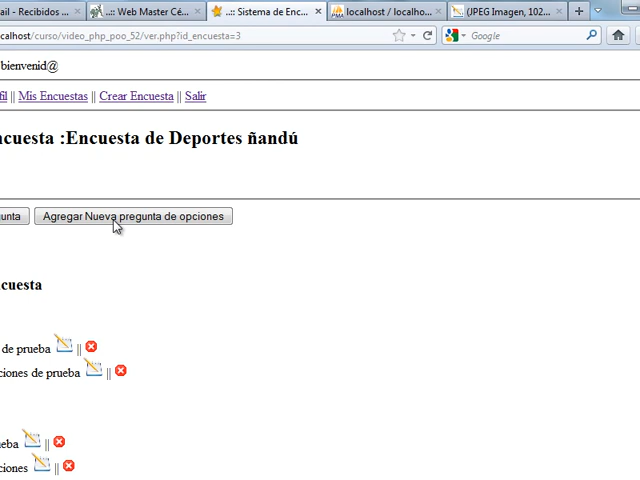 ail - Recibidos ...
..:: Web Master Cé...
..:: Sistema de Enc...
localhost / localho...
(JPEG Imagen, 102...
calhost/curso/video_php_poo_52/ver.php?id_encuesta=3
Google
bienvenid@
fil || Mis Encuestas || Crear Encuesta || Salir
ncuesta :Encuesta de Deportes ñandú
unta
Agregar Nueva pregunta de opciones
cuesta
de prueba ||
ciones de prueba ||
ueba ||
ciones ||